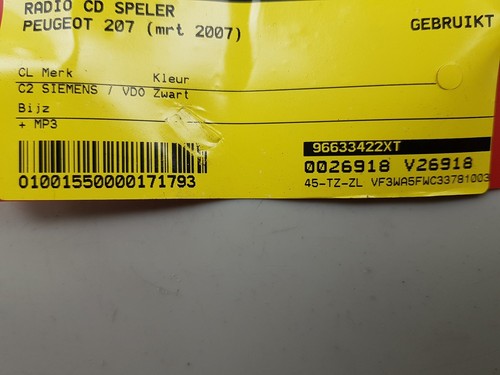 RADIO CD SPELER
PEUGEOT 207 (mrt 2007)
GEBRUIKT
CL Merk Kleur
C2 SIEMENS / VDO Zwart
Bijz
+ MP3
96633422XT
0026918 V26918
01001550000171793
45-TZ-ZL VF3WA5FWC33781003